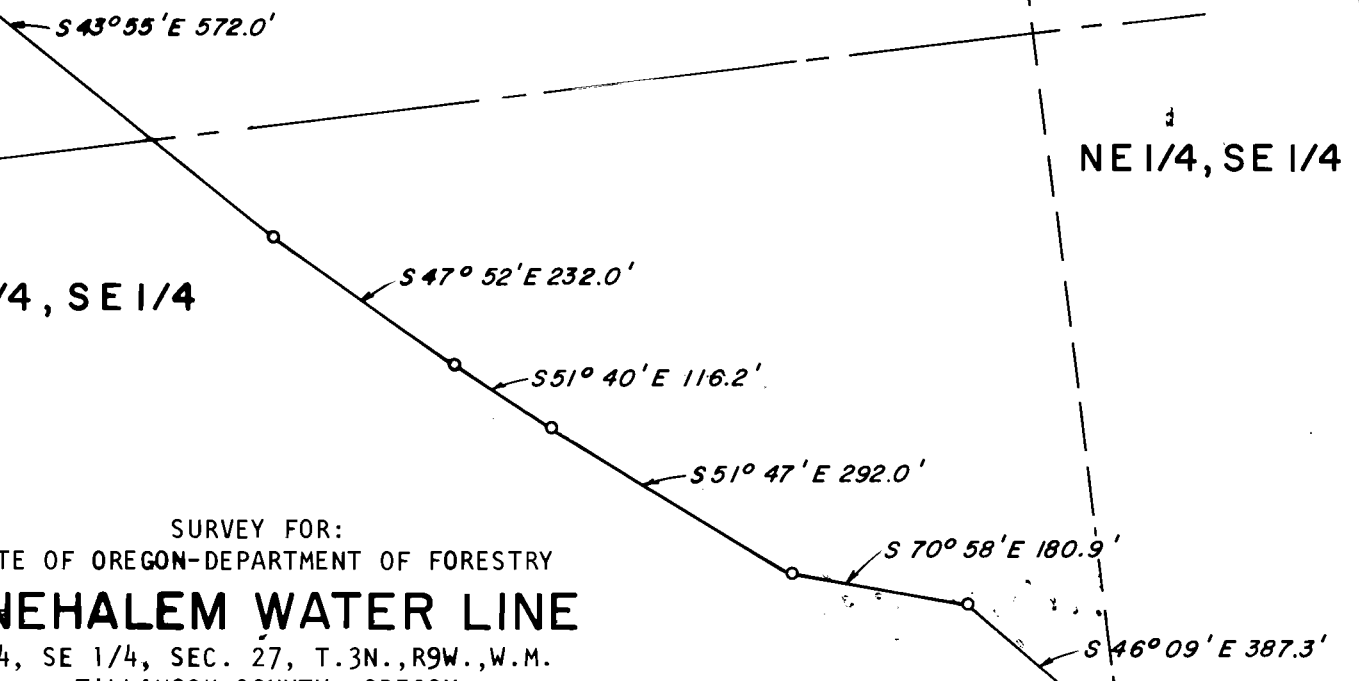 S 43° 55' E 572.0'
NE 1/4, SE 1/4
S 47° 52' E 232.0'
/4, SE 1/4
S 51° 40' E 116.2'
S 51° 47' E 292.0'
SURVEY FOR:
TE OF OREGON-DEPARTMENT OF FORESTRY
S 70° 58' E 180.9'
NEHALEM WATER LINE
4, SE 1/4, SEC. 27, T.3N.,R9W.,W.M.
S 46° 09' E 387.3'